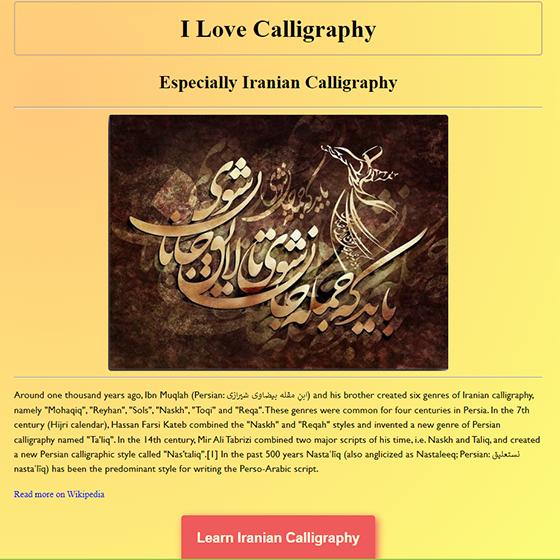 I Love Calligraphy
Especially Iranian Calligraphy
باید که جمله جان شوی تا لایق جانان شوی
Around one thousand years ago, Ibn Muqlah (Persian: ابن مقله بیضاوی شیرازی) and his brother created six genres of Iranian calligraphy,
namely "Mohaqiq", "Reyhan", "Sols", "Naskh", "Toqi" and "Reqa". These genres were common for four centuries in Persia. In the 7th
century (Hijri calendar), Hassan Farsi Kateb combined the "Naskh" and "Reqah" styles and invented a new genre of Persian
calligraphy named "Ta'liq". In the 14th century, Mir Ali Tabrizi combined two major scripts of his time, i.e. Naskh and Taliq, and created
a new Persian calligraphic style called "Nas'taliq".[1] In the past 500 years Nasta'līq (also anglicized as Nastaleeq; Persian: نستعلیق
nasta'līq) has been the predominant style for writing the Perso-Arabic script.
Read more on Wikipedia
Learn Iranian Calligraphy